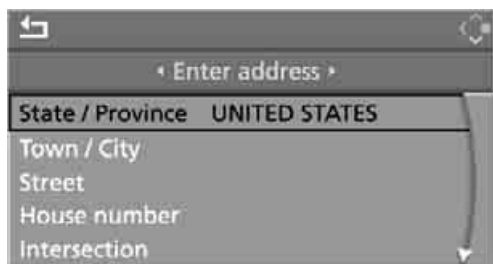 Enter address
State / Province UNITED STATES
Town / City
Street
House number
Intersection